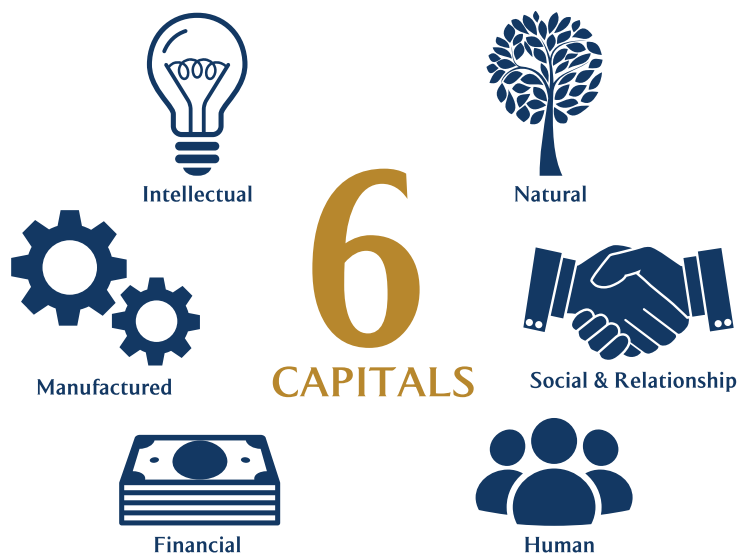 Intellectual
Natural
6
CAPITALS
Manufactured
Social & Relationship
Financial
Human